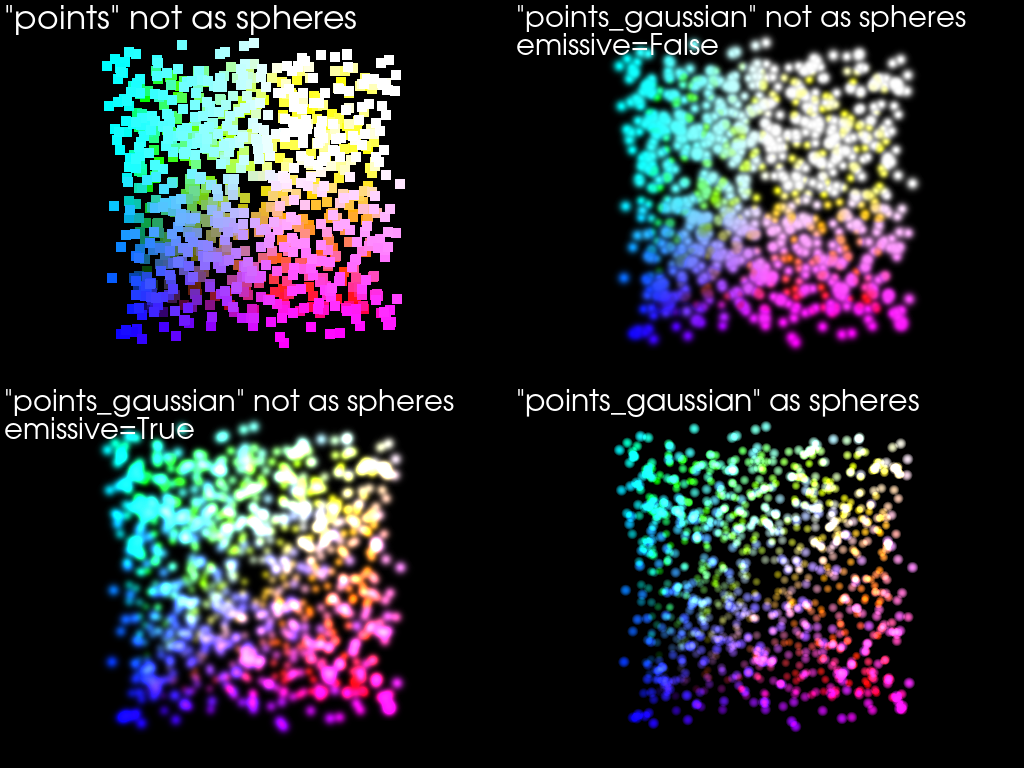 "points" not as spheres
"points_gaussian" not as spheres
emissive=False
"points_gaussian" not as spheres
emissive=True
"points_gaussian" as spheres